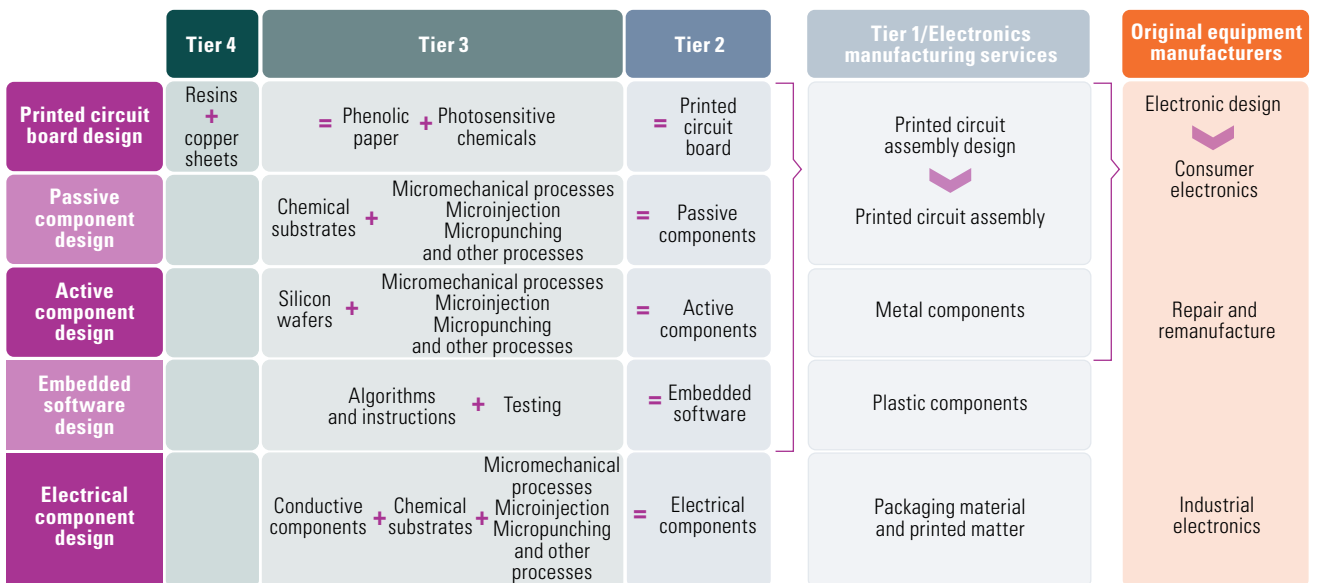 Tier 4
Tier 3
Tier 2
Tier 1/Electronics
manufacturing services
Original equipment
manufacturers
Printed circuit
board design
Resins
+
copper
sheets
= Phenolic
paper
+ Photosensitive
chemicals
= Printed
circuit
board
Passive
component
design
Chemical
substrates
+
Micromechanical processes
Microinjection
Micropunching
and other processes
= Passive
components
Active
component
design
Silicon
wafers
+
Micromechanical processes
Microinjection
Micropunching
and other processes
= Active
components
Embedded
software
design
Algorithms
and instructions
+ Testing
= Embedded
software
Electrical
component
design
Conductive
components
+ Chemical
substrates
+
Micromechanical
processes
Microinjection
Micropunching
and other
processes
= Electrical
components
Printed circuit
assembly design
Printed circuit assembly
Metal components
Plastic components
Packaging material
and printed matter
Electronic design
Consumer
electronics
Repair and
remanufacture
Industrial
electronics